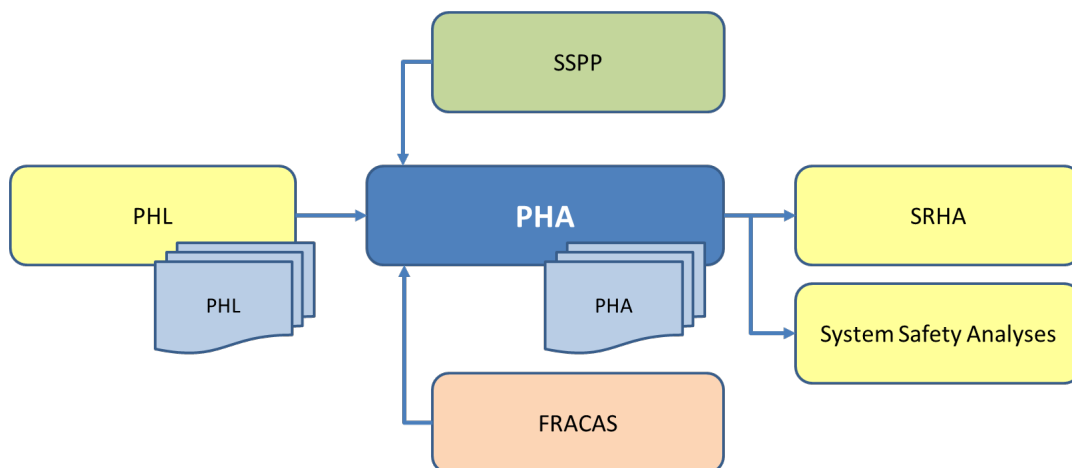 SSPP
PHL
PHA
SRHA
PHL
PHA
System Safety Analyses
FRACAS